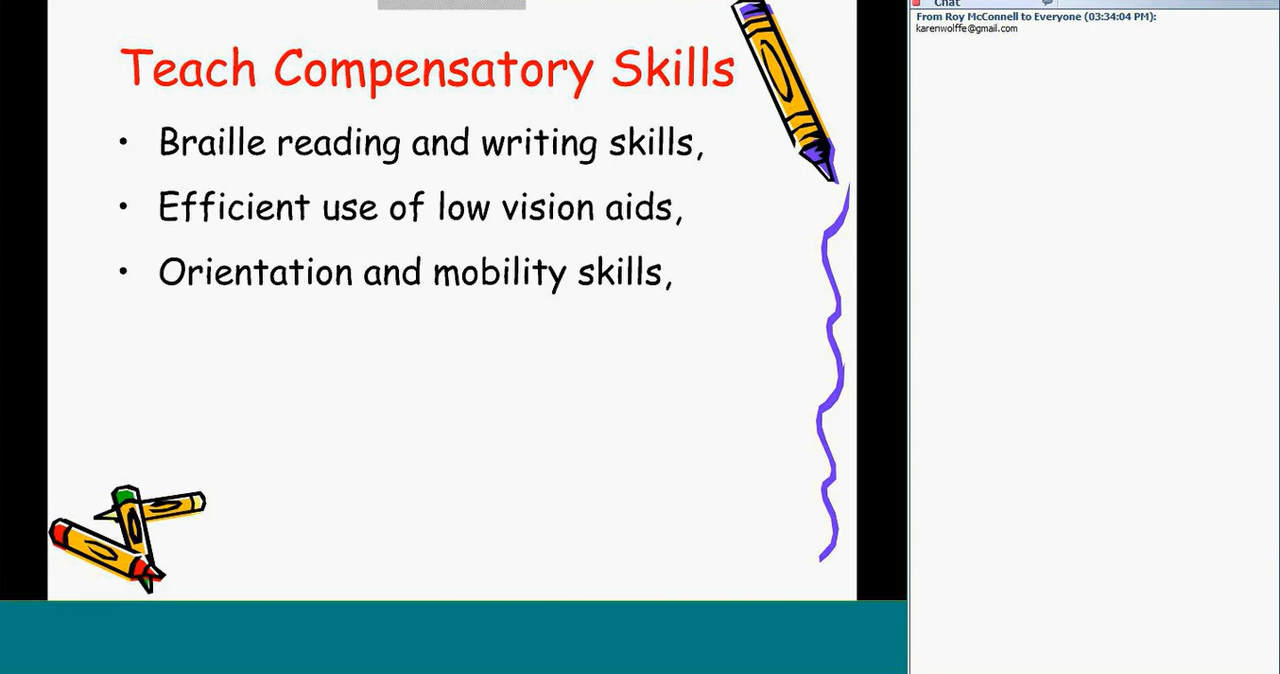 Teach Compensatory Skills
• Braille reading and writing skills,
• Efficient use of low vision aids,
• Orientation and mobility skills,
Chat
From Roy McConnell to Everyone (03:34:04 PM):
karenwolffe@gmail.com